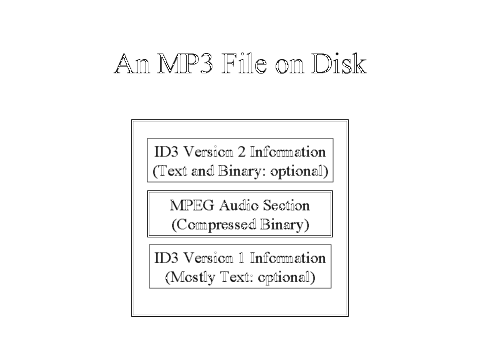 An MP3 File on Disk
ID3 Version 2 Information
(Text and Binary: optional)
MPEG Audio Section
(Compressed Binary)
ID3 Version 1 Information
(Mostly Text: optional)